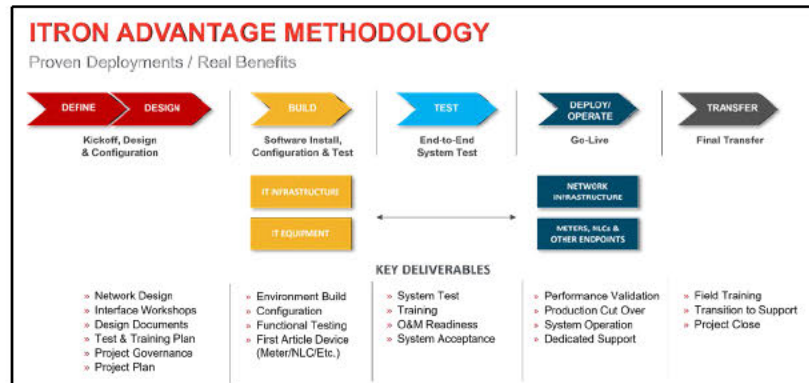 ITRON ADVANTAGE METHODOLOGY
Proven Deployments / Real Benefits
DEFINE
DESIGN
BUILD
TEST
DEPLOY/
OPERATE
TRANSFER
Kickoff, Design
& Configuration
Software Install,
Configuration & Test
End-to-End
System Test
Go-Live
Final Transfer
IT INFRASTRUCTURE
IT EQUIPMENT
NETWORK
INFRASTRUCTURE
METERS, NLCs &
OTHER ENDPOINTS
KEY DELIVERABLES
» Network Design
» Interface Workshops
» Design Documents
» Test & Training Plan
» Project Governance
» Project Plan
» Environment Build
» Configuration
» Functional Testing
» First Article Device
(Meter/NLC/Etc.)
» System Test
» Training
» O&M Readiness
» System Acceptance
» Performance Validation
» Production Cut Over
» System Operation
» Dedicated Support
» Field Training
» Transition to Support
» Project Close